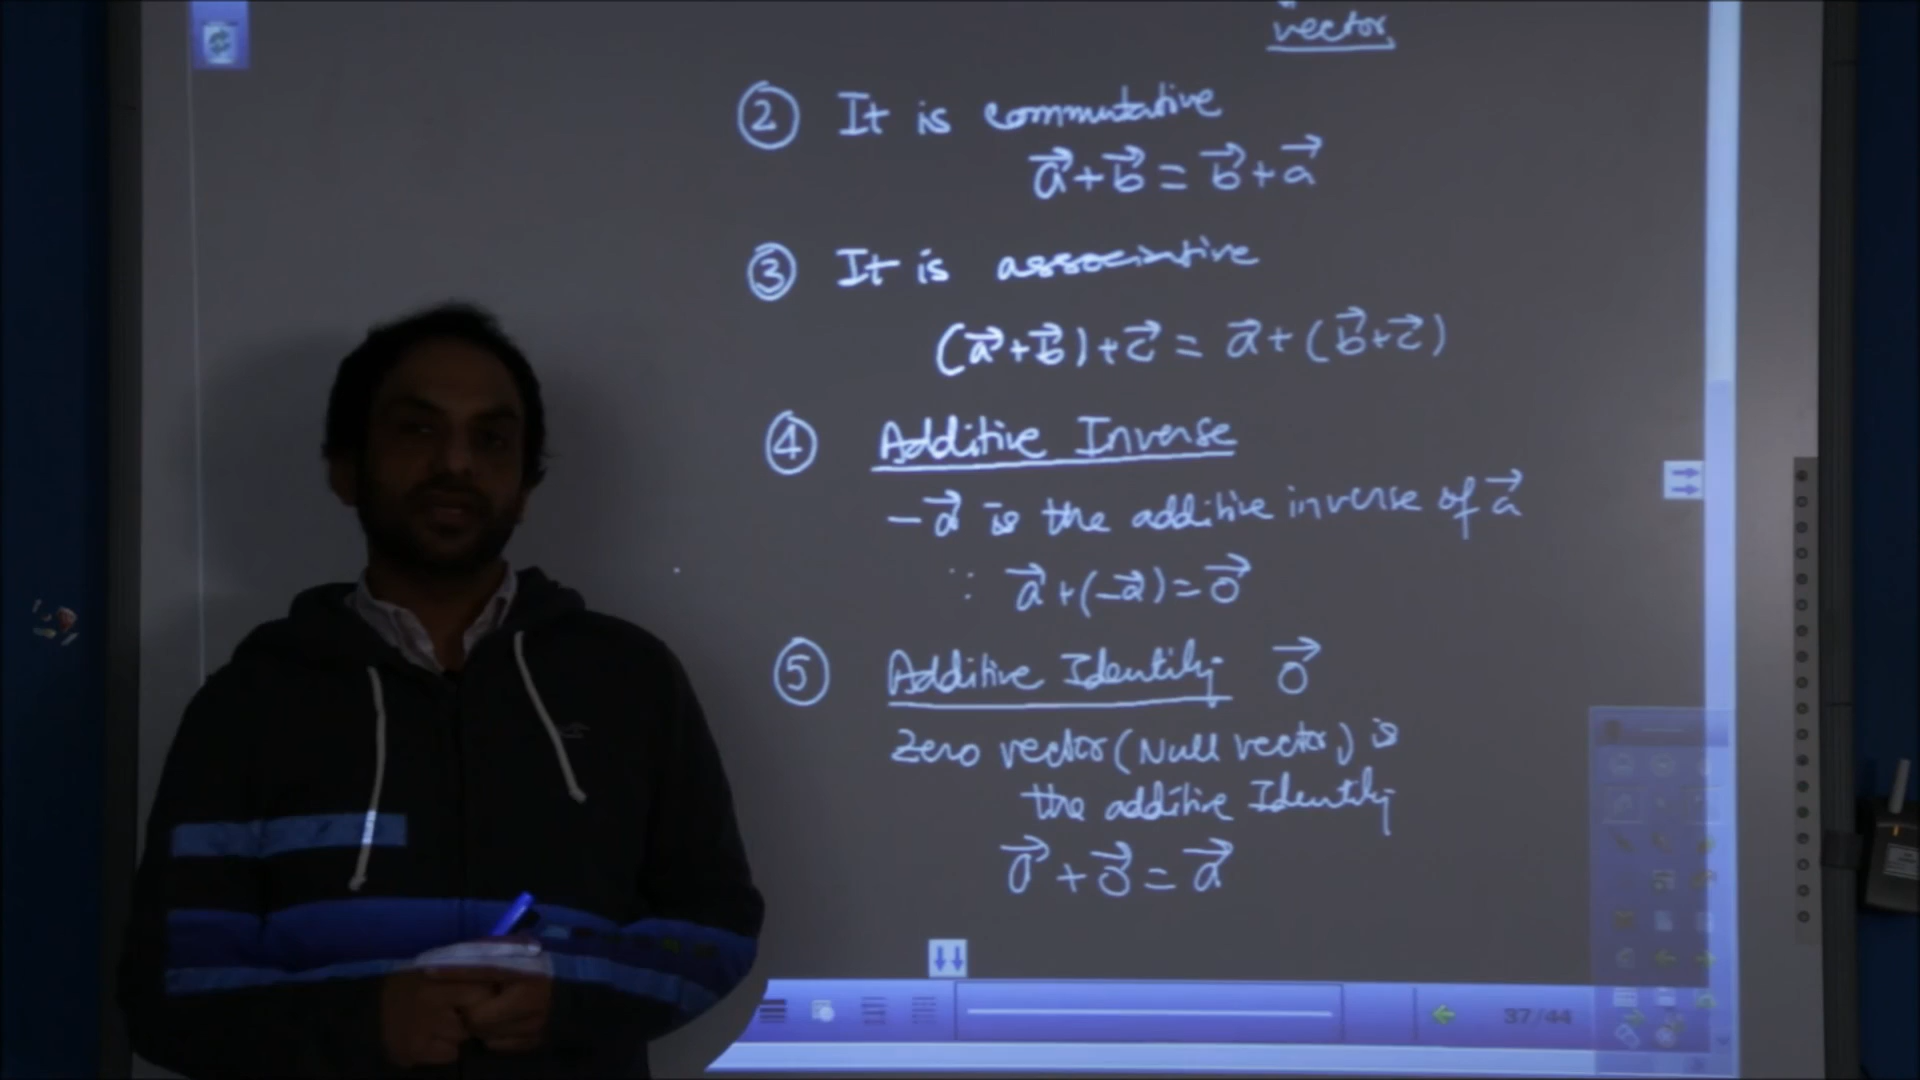 vector
② It is commutative
a⃗ + b⃗ = b⃗ + a⃗
③ It is associative
(a⃗ + b⃗) + c⃗ = a⃗ + (b⃗ + c⃗)
④ Additive Inverse
−a⃗ is the additive inverse of a⃗
∵ a⃗ + (−a⃗) = 0⃗
⑤ Additive Identity 0⃗
Zero vector (Null vector) is
the additive Identity
a⃗ + 0⃗ = a⃗
37/44